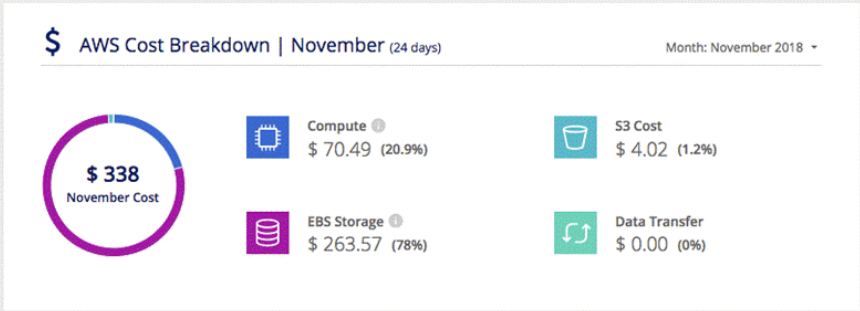 $ AWS Cost Breakdown | November (24 days)
Month: November 2018
$ 338
November Cost
Compute
$ 70.49 (20.9%)
S3 Cost
$ 4.02 (1.2%)
EBS Storage
$ 263.57 (78%)
Data Transfer
$ 0.00 (0%)